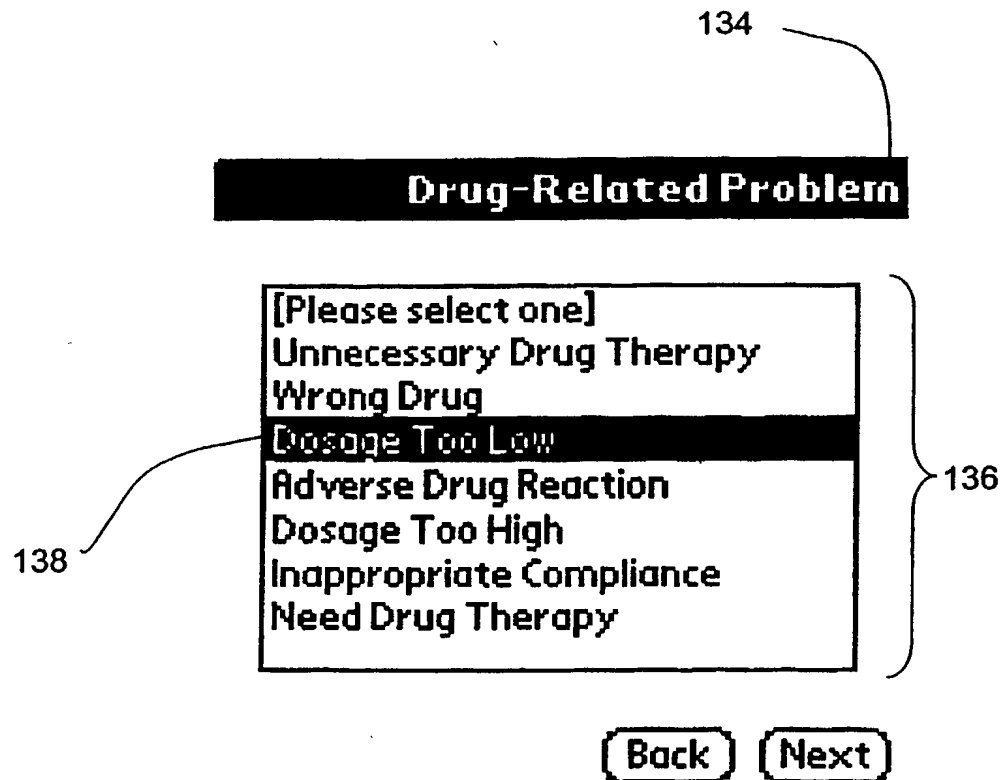 134
Drug-Related Problem
[Please select one]
Unnecessary Drug Therapy
Wrong Drug
Dosage Too Low
Adverse Drug Reaction
Dosage Too High
Inappropriate Compliance
Need Drug Therapy
136
138
Back Next